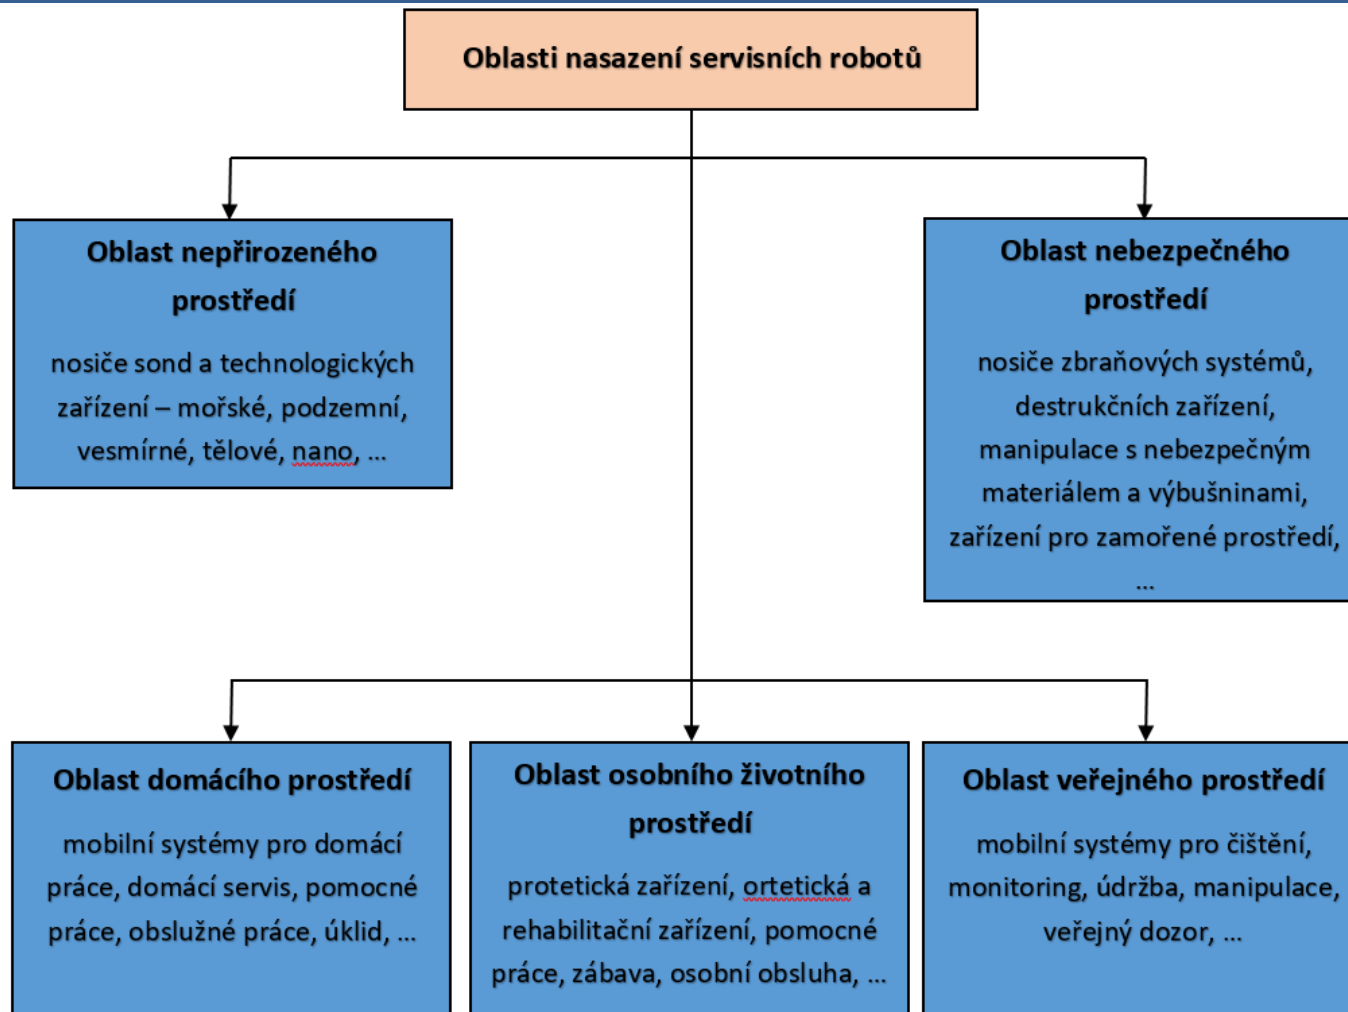 Oblasti nasazení servisních robotů
Oblast nepřirozeného
prostředí
nosiče sond a technologických
zařízení – mořské, podzemní,
vesmírné, tělové, nano, ...
Oblast nebezpečného
prostředí
nosiče zbraňových systémů,
destrukčních zařízení,
manipulace s nebezpečným
materiálem a výbušninami,
zařízení pro zamořené prostředí,
...
Oblast domácího prostředí
mobilní systémy pro domácí
práce, domácí servis, pomocné
práce, obslužné práce, úklid, ...
Oblast osobního životního
prostředí
protetická zařízení, ortetická a
rehabilitační zařízení, pomocné
práce, zábava, osobní obsluha, ...
Oblast veřejného prostředí
mobilní systémy pro čištění,
monitoring, údržba, manipulace,
veřejný dozor, ...